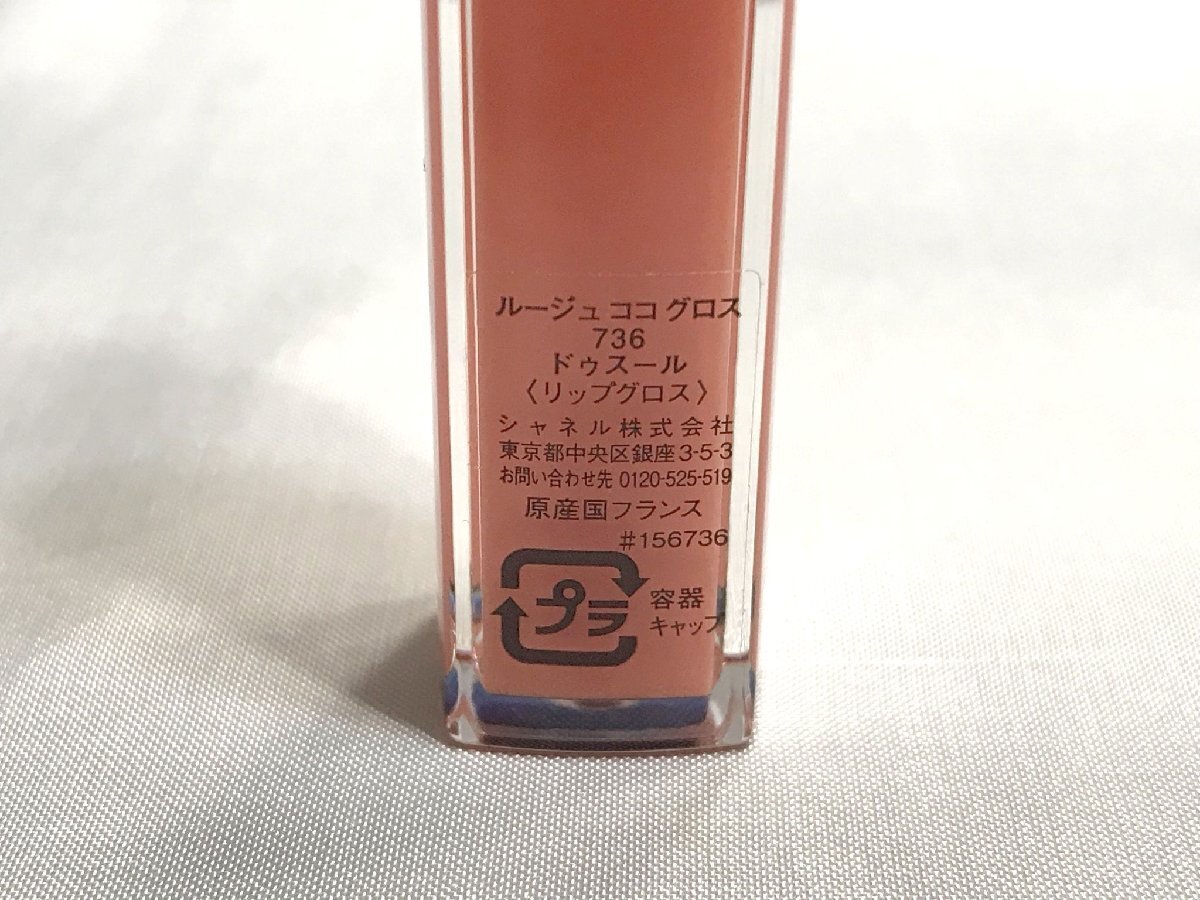 ルージュ ココ グロス
736
ドゥスール
〈リップグロス〉
シャネル株式会社
東京都中央区銀座3-5-3
お問い合わせ先 0120-525-519
原産国フランス
#156736
プラ
容器
キャップ